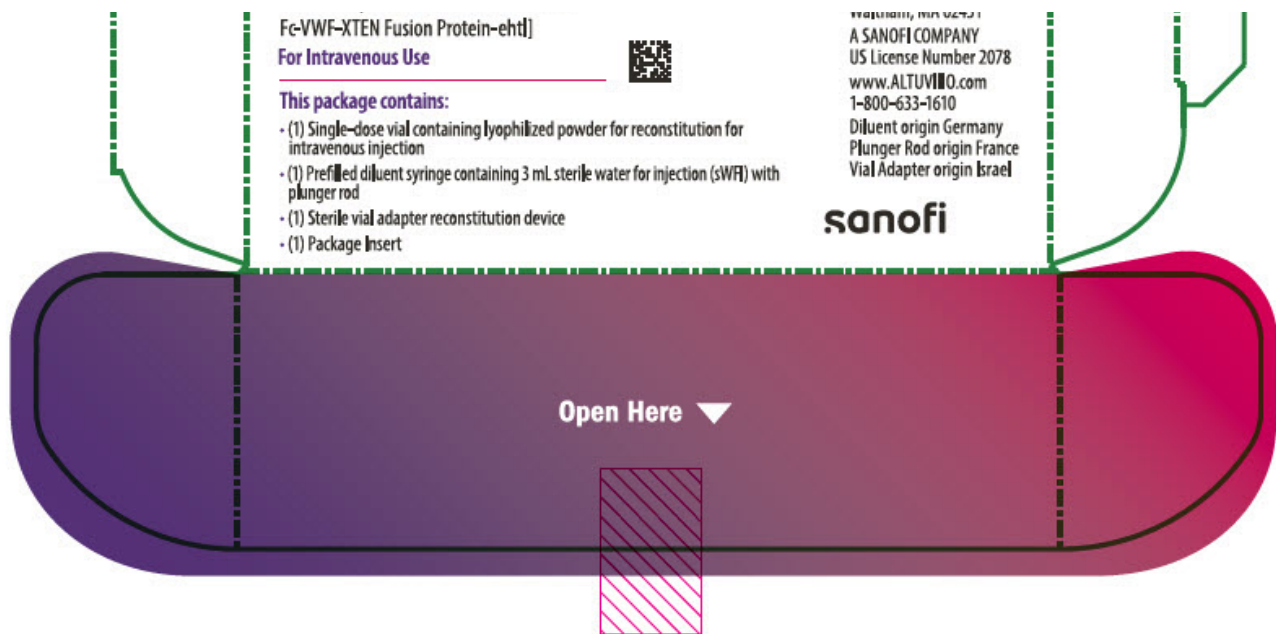 Fc-VWF-XTEN Fusion Protein-ehtl]
For Intravenous Use
This package contains:
• (1) Single-dose vial containing lyophilized powder for reconstitution for
intravenous injection
• (1) Prefilled diluent syringe containing 3 mL sterile water for injection (sWFI) with
plunger rod
• (1) Sterile vial adapter reconstitution device
• (1) Package Insert
Waltham, MA 02451
A SANOFI COMPANY
US License Number 2078
www.ALTUVIIIO.com
1-800-633-1610
Diluent origin Germany
Plunger Rod origin France
Vial Adapter origin Israel
sanofi
Open Here